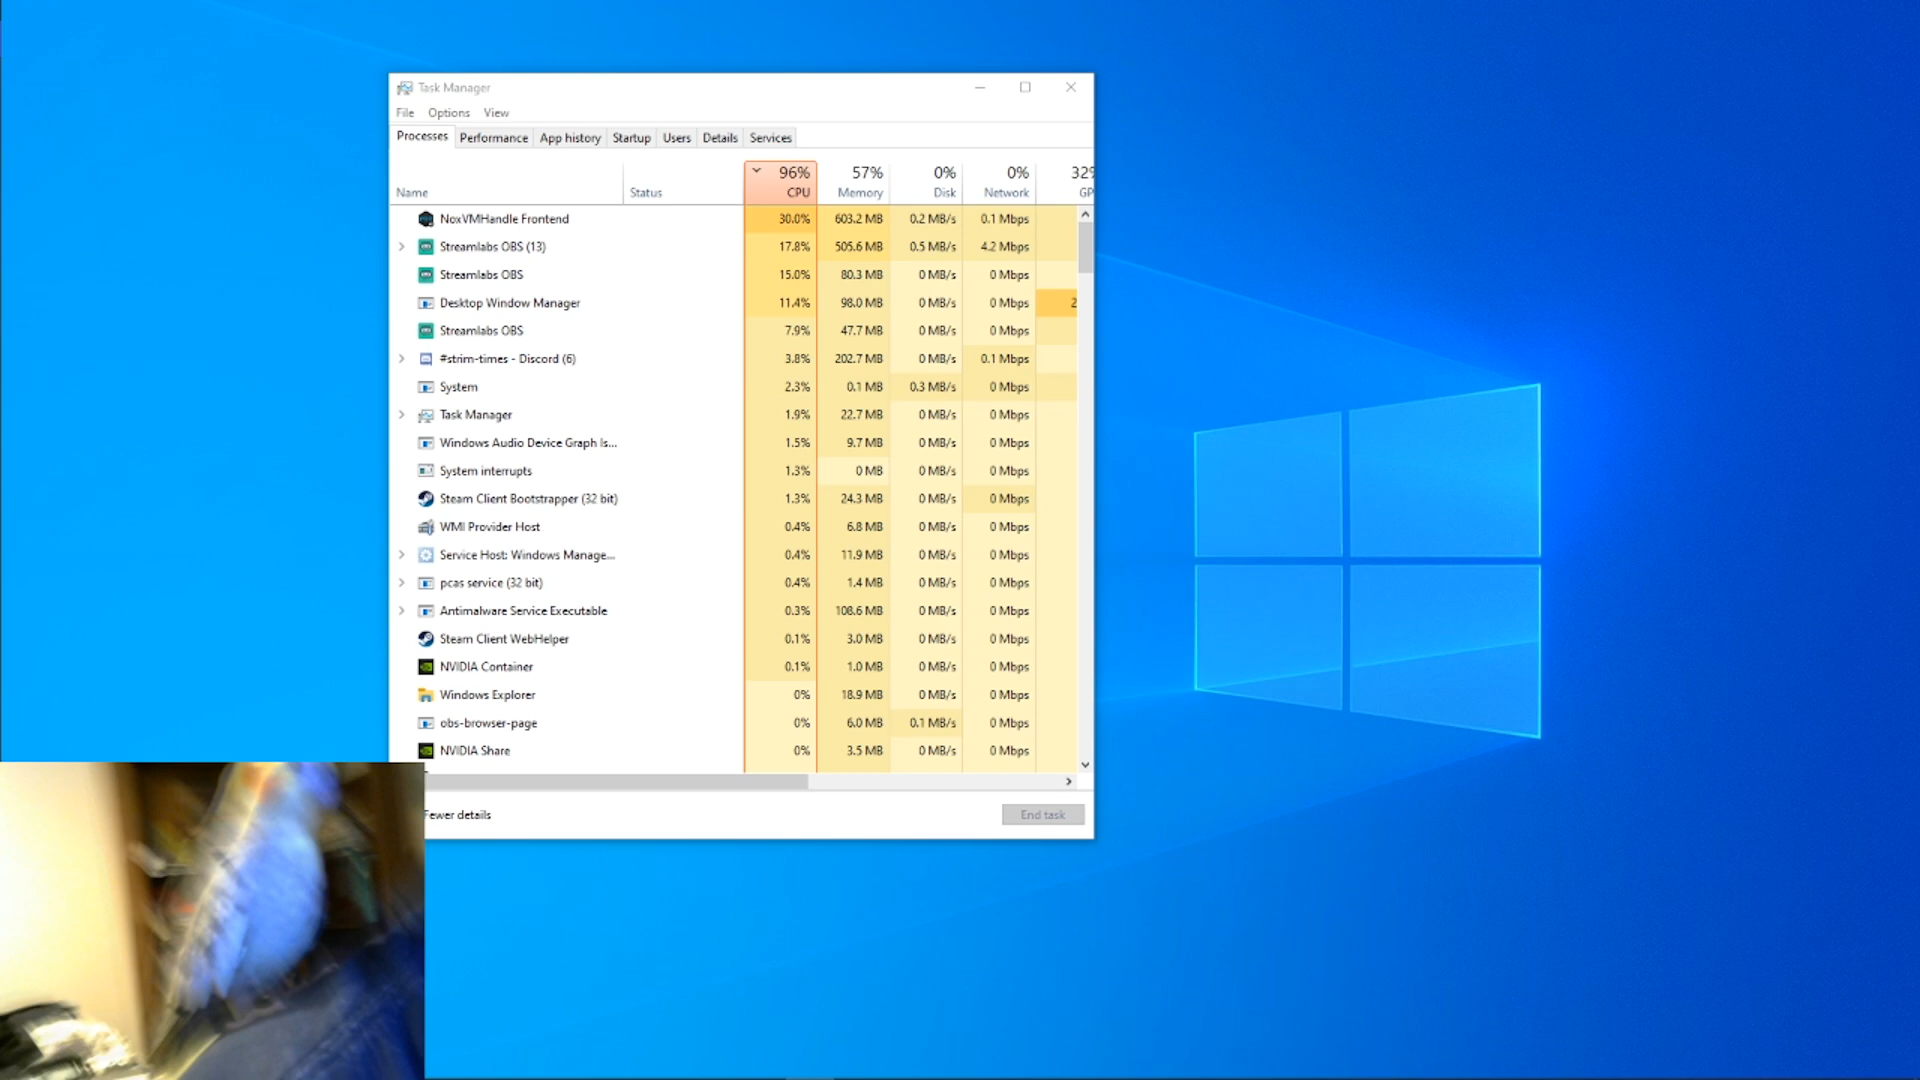 Task Manager
File Options View
Processes Performance App history Startup Users Details Services
96% 57% 0% 0% 32%
Name Status CPU Memory Disk Network GP
NoxVMHandle Frontend 30.0% 603.2 MB 0.2 MB/s 0.1 Mbps
Streamlabs OBS (13) 17.8% 505.6 MB 0.5 MB/s 4.2 Mbps
Streamlabs OBS 15.0% 80.3 MB 0 MB/s 0 Mbps
Desktop Window Manager 11.4% 98.0 MB 0 MB/s 0 Mbps 2
Streamlabs OBS 7.9% 47.7 MB 0 MB/s 0 Mbps
#strim-times - Discord (6) 3.8% 202.7 MB 0 MB/s 0.1 Mbps
System 2.3% 0.1 MB 0.3 MB/s 0 Mbps
Task Manager 1.9% 22.7 MB 0 MB/s 0 Mbps
Windows Audio Device Graph Is... 1.5% 9.7 MB 0 MB/s 0 Mbps
System interrupts 1.3% 0 MB 0 MB/s 0 Mbps
Steam Client Bootstrapper (32 bit) 1.3% 24.3 MB 0 MB/s 0 Mbps
WMI Provider Host 0.4% 6.8 MB 0 MB/s 0 Mbps
Service Host: Windows Manage... 0.4% 11.9 MB 0 MB/s 0 Mbps
pcas service (32 bit) 0.4% 1.4 MB 0 MB/s 0 Mbps
Antimalware Service Executable 0.3% 108.6 MB 0 MB/s 0 Mbps
Steam Client WebHelper 0.1% 3.0 MB 0 MB/s 0 Mbps
NVIDIA Container 0.1% 1.0 MB 0 MB/s 0 Mbps
Windows Explorer 0% 18.9 MB 0 MB/s 0 Mbps
obs-browser-page 0% 6.0 MB 0.1 MB/s 0 Mbps
NVIDIA Share 0% 3.5 MB 0 MB/s 0 Mbps
Fewer details End task